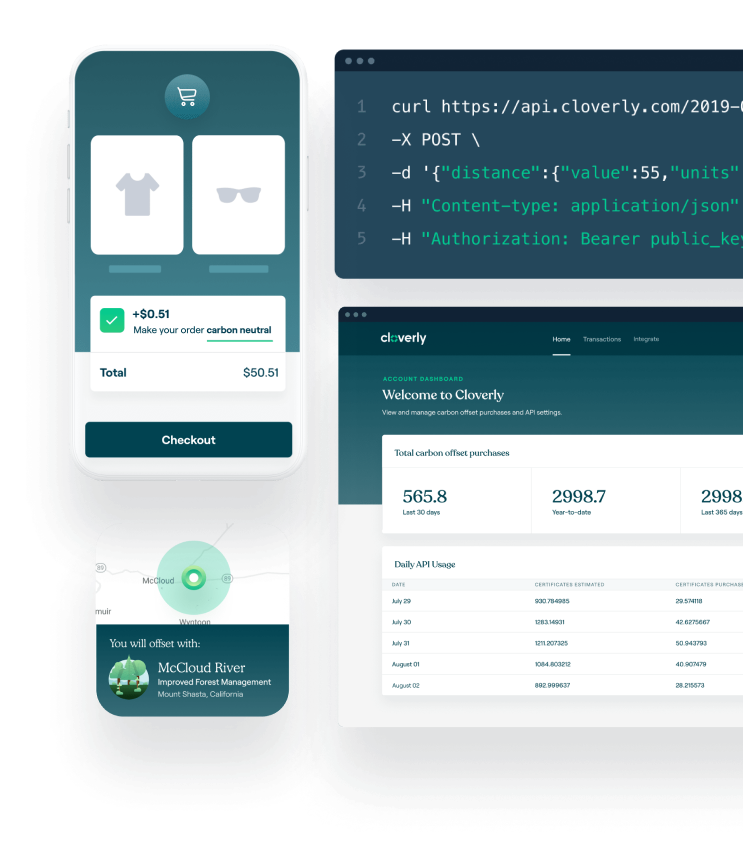 +$0.51
Make your order carbon neutral
Total $50.51
Checkout
1 curl https://api.cloverly.com/2019-
2 -X POST \
3 -d '{"distance":{"value":55,"units"
4 -H "Content-type: application/json"
5 -H "Authorization: Bearer public_key
cloverly Home Transactions Integrate
ACCOUNT DASHBOARD
Welcome to Cloverly
View and manage carbon offset purchases and API settings.
Total carbon offset purchases
565.8 2998.7 2998
Last 30 days Year-to-date Last 365 days
Daily API Usage
DATE CERTIFICATES ESTIMATED CERTIFICATES PURCHASE
July 29 930.784985 29.574118
July 30 1283.14931 42.6275667
July 31 1211.207325 50.943793
August 01 1084.803212 40.907479
August 02 892.999637 28.215573
89
McCloud 89
muir
Wyntoon
You will offset with:
McCloud River
Improved Forest Management
Mount Shasta, California